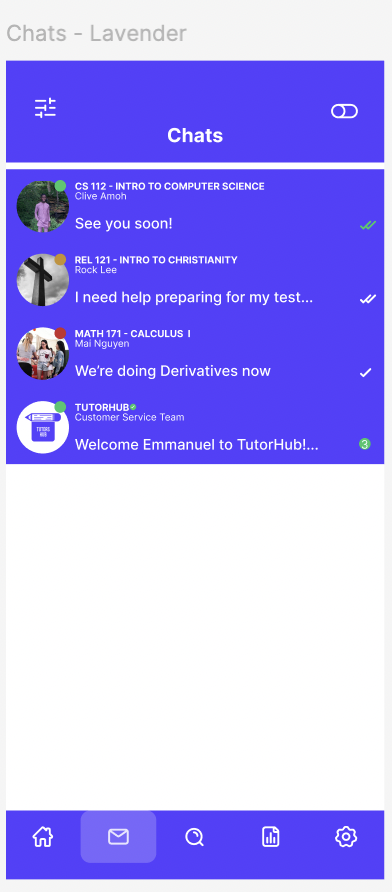 Chats - Lavender
Chats
CS 112 - INTRO TO COMPUTER SCIENCE
Clive Amoh
See you soon!
REL 121 - INTRO TO CHRISTIANITY
Rock Lee
I need help preparing for my test...
MATH 171 - CALCULUS I
Mai Nguyen
We’re doing Derivatives now
TUTORHUB
Customer Service Team
TUTORS
HUB
Welcome Emmanuel to TutorHub!...
3